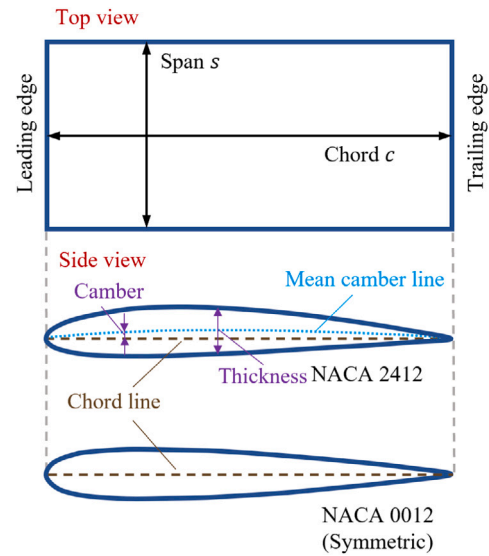 Top view
Span s
Leading edge
Chord c
Trailing edge
Side view
Camber
Mean camber line
Thickness
NACA 2412
Chord line
NACA 0012
(Symmetric)